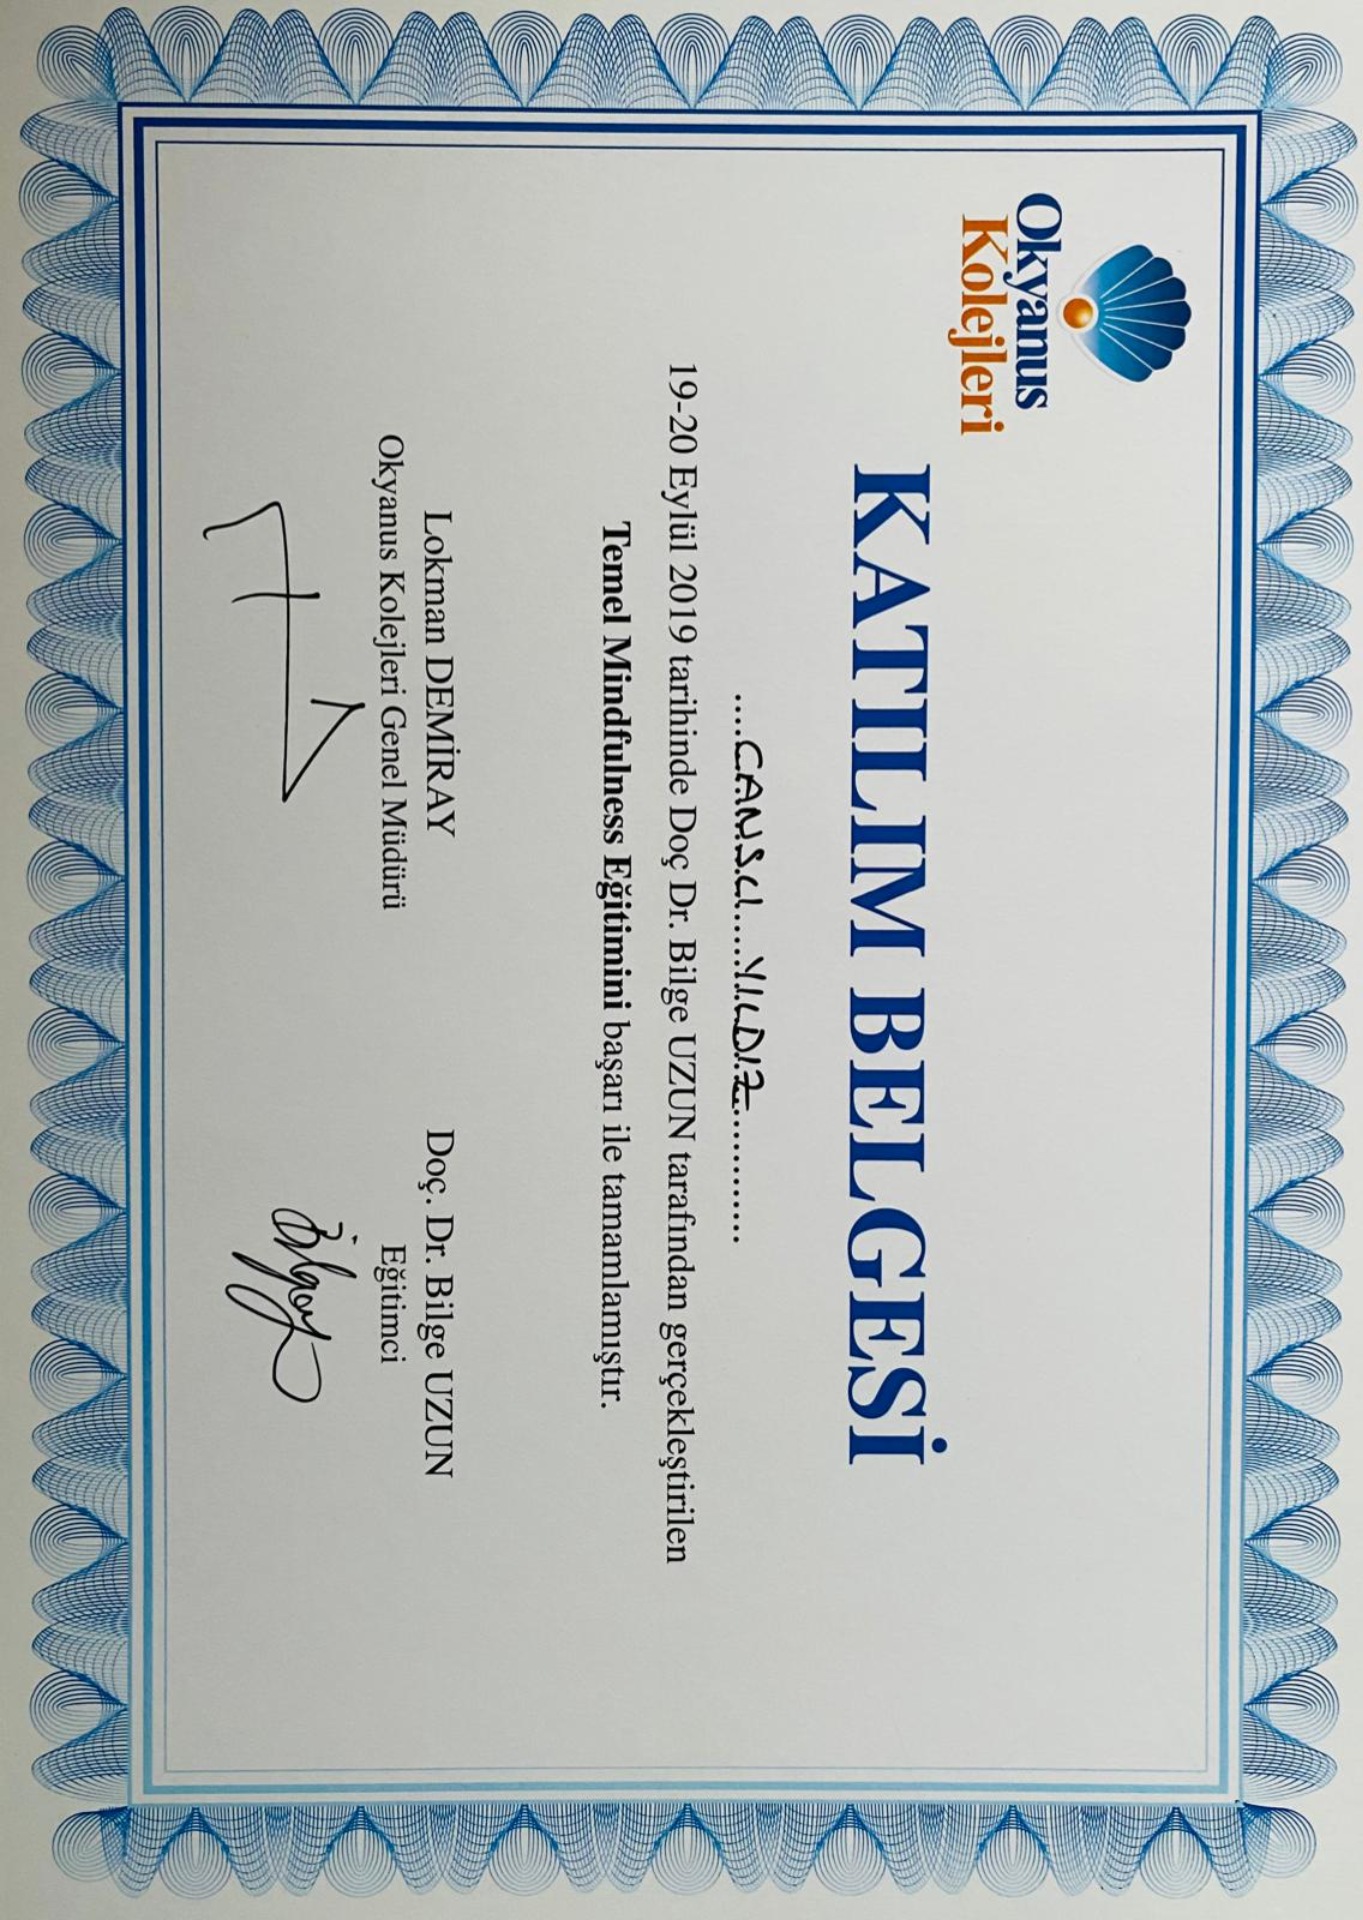 Okyanus
Kolejleri
KATILIM BELGESİ
....CANSU......YILDIZ...........
19-20 Eylül 2019 tarihinde Doç Dr. Bilge UZUN tarafından gerçekleştirilen
Temel Mindfulness Eğitimini başarı ile tamamlamıştır.
Lokman DEMİRAY
Okyanus Kolejleri Genel Müdürü
Doç. Dr. Bilge UZUN
Eğitimci